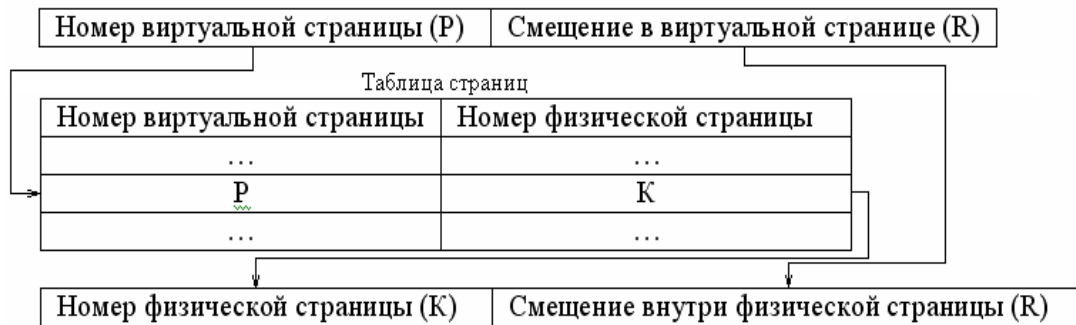 Номер виртуальной страницы (P) Смещение в виртуальной странице (R)
Таблица страниц
Номер виртуальной страницы Номер физической страницы
... ...
P К
... ...
Номер физической страницы (К) Смещение внутри физической страницы (R)